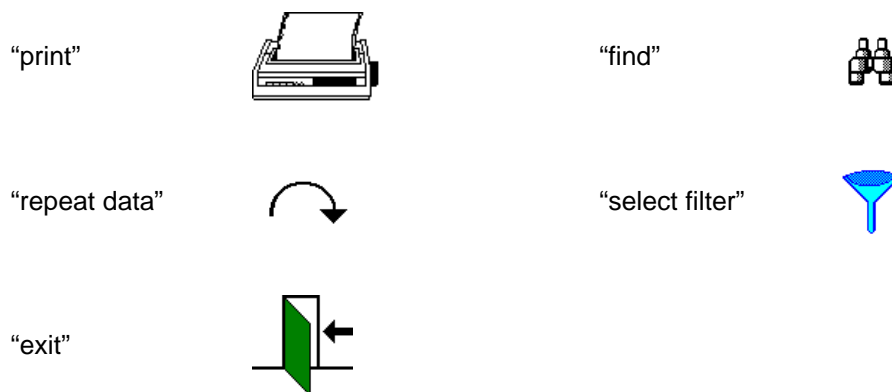 “print”
“find”
“repeat data”
“select filter”
“exit”